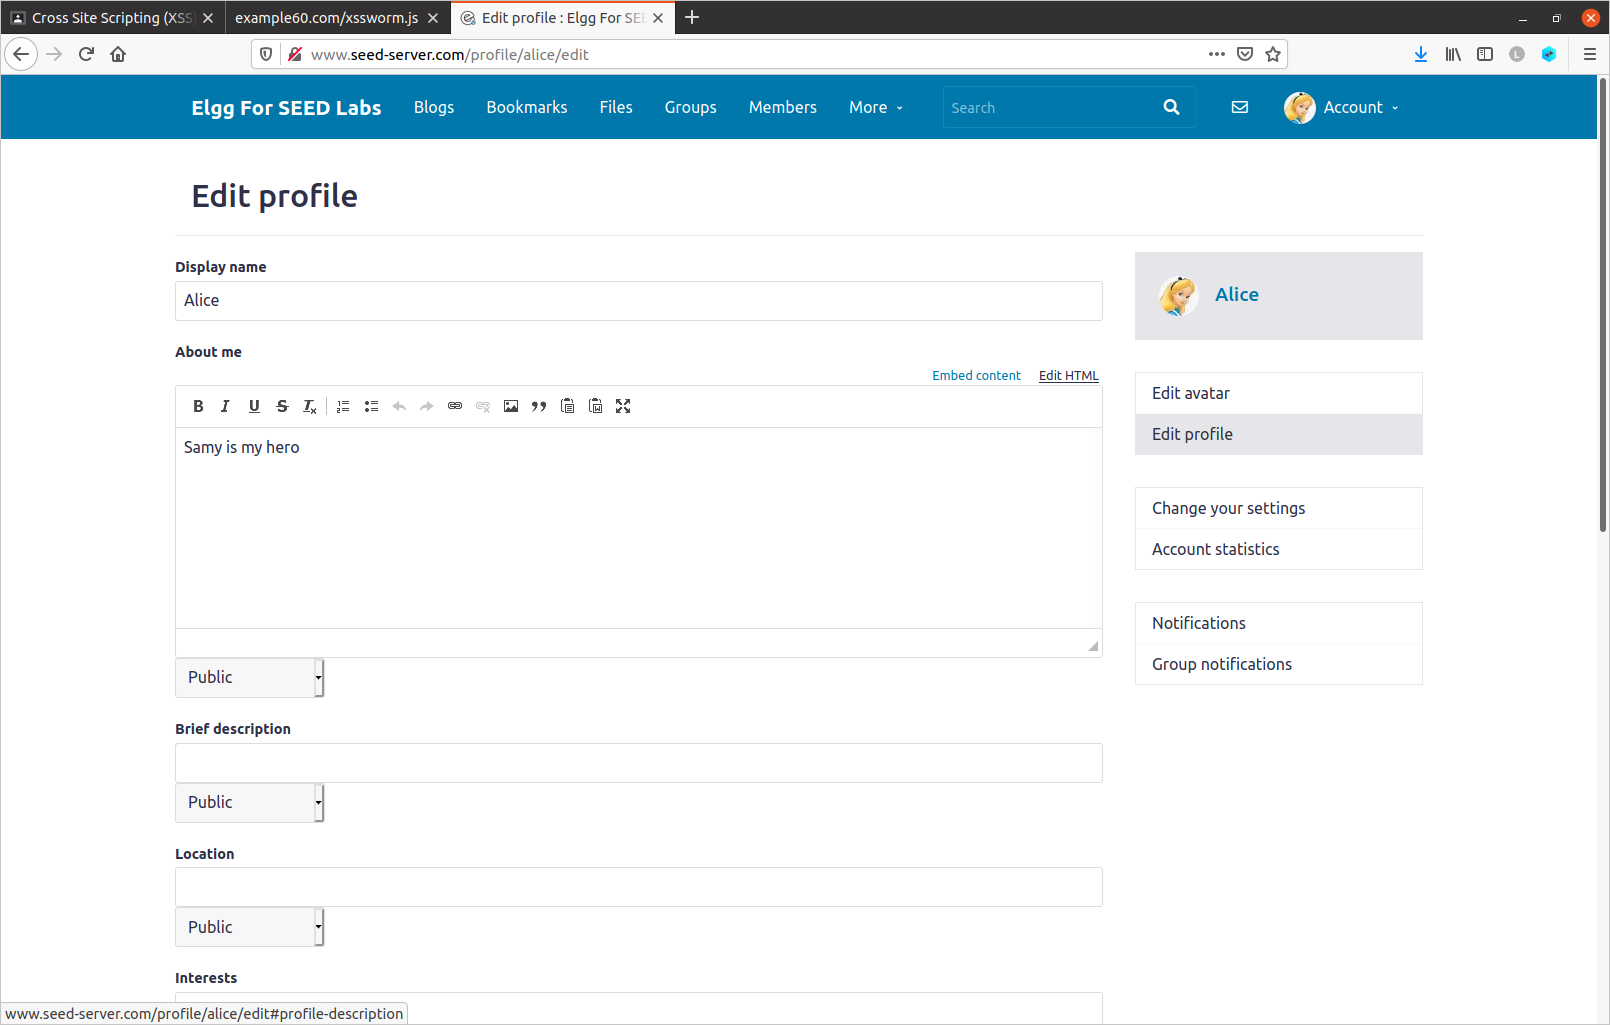 Cross Site Scripting (XSS
example60.com/xssworm.js
Edit profile : Elgg For SEE
www.seed-server.com/profile/alice/edit
Elgg For SEED Labs
Blogs
Bookmarks
Files
Groups
Members
More
Search
Account
Edit profile
Display name
Alice
About me
Embed content
Edit HTML
B I U S Tx
Samy is my hero
Public
Brief description
Public
Location
Public
Interests
Alice
Edit avatar
Edit profile
Change your settings
Account statistics
Notifications
Group notifications
www.seed-server.com/profile/alice/edit#profile-description